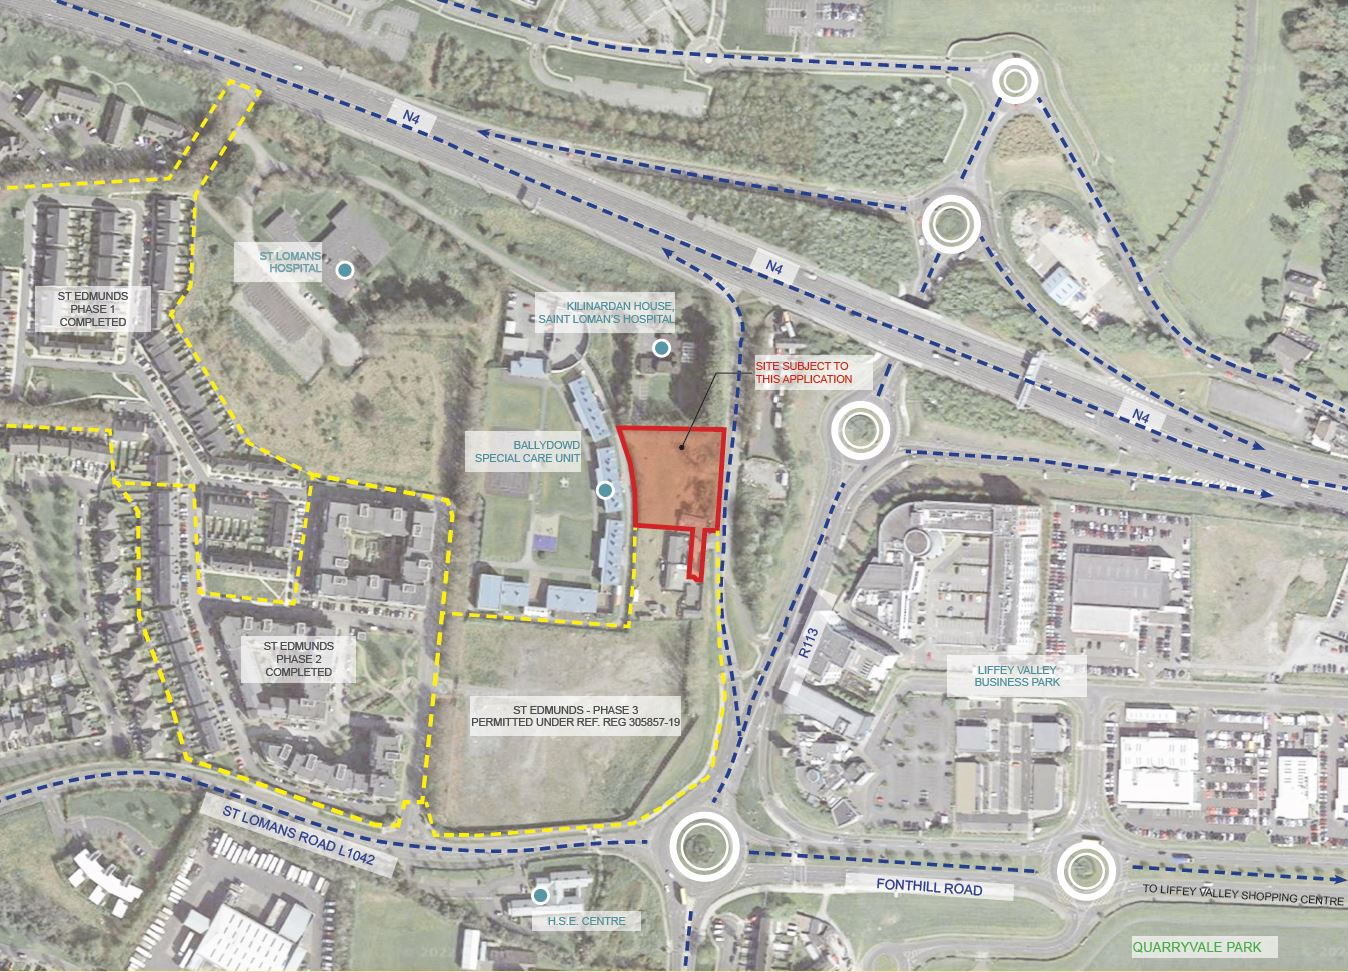 N4
ST LOMANS
HOSPITAL
N4
ST EDMUNDS
PHASE 1
COMPLETED
KILINARDAN HOUSE,
SAINT LOMAN'S HOSPITAL
SITE SUBJECT TO
THIS APPLICATION
N4
BALLYDOWD
SPECIAL CARE UNIT
R113
ST EDMUNDS
PHASE 2
COMPLETED
LIFFEY VALLEY
BUSINESS PARK
ST EDMUNDS - PHASE 3
PERMITTED UNDER REF. REG 305857-19
ST LOMANS ROAD L1042
FONTHILL ROAD
TO LIFFEY VALLEY SHOPPING CENTRE
H.S.E. CENTRE
QUARRYVALE PARK